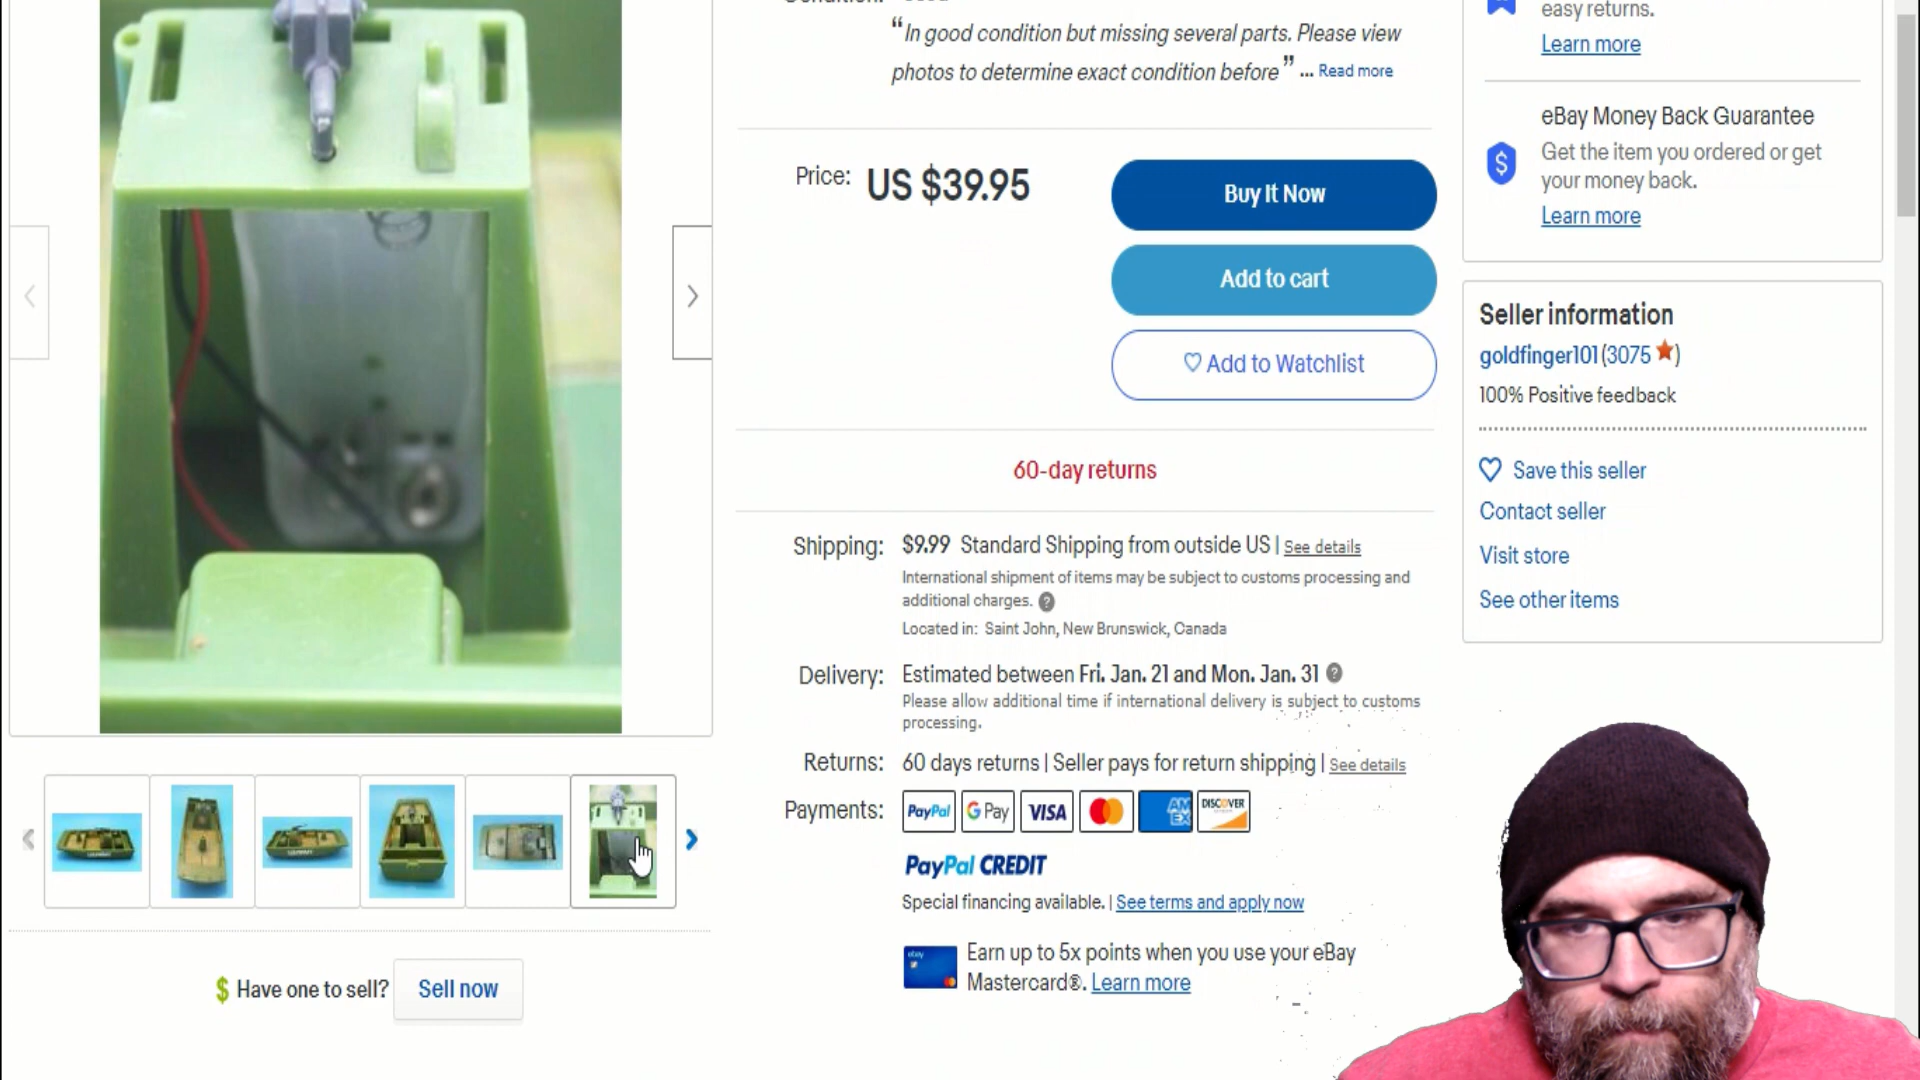 easy returns.
Learn more
“In good condition but missing several parts. Please view
photos to determine exact condition before” ... Read more
eBay Money Back Guarantee
Get the item you ordered or get
your money back.
Learn more
Price: US $39.95
Buy It Now
Add to cart
Add to Watchlist
Seller information
goldfinger101 (3075)
100% Positive feedback
Save this seller
Contact seller
Visit store
See other items
60-day returns
Shipping: $9.99 Standard Shipping from outside US | See details
International shipment of items may be subject to customs processing and
additional charges. ?
Located in: Saint John, New Brunswick, Canada
Delivery: Estimated between Fri. Jan. 21 and Mon. Jan. 31 ?
Please allow additional time if international delivery is subject to customs
processing.
Returns: 60 days returns | Seller pays for return shipping | See details
Payments: PayPal G Pay VISA AM EX DISCOVER
PayPal CREDIT
Special financing available. | See terms and apply now
ebay
Earn up to 5x points when you use your eBay
Mastercard®. Learn more
$ Have one to sell? Sell now